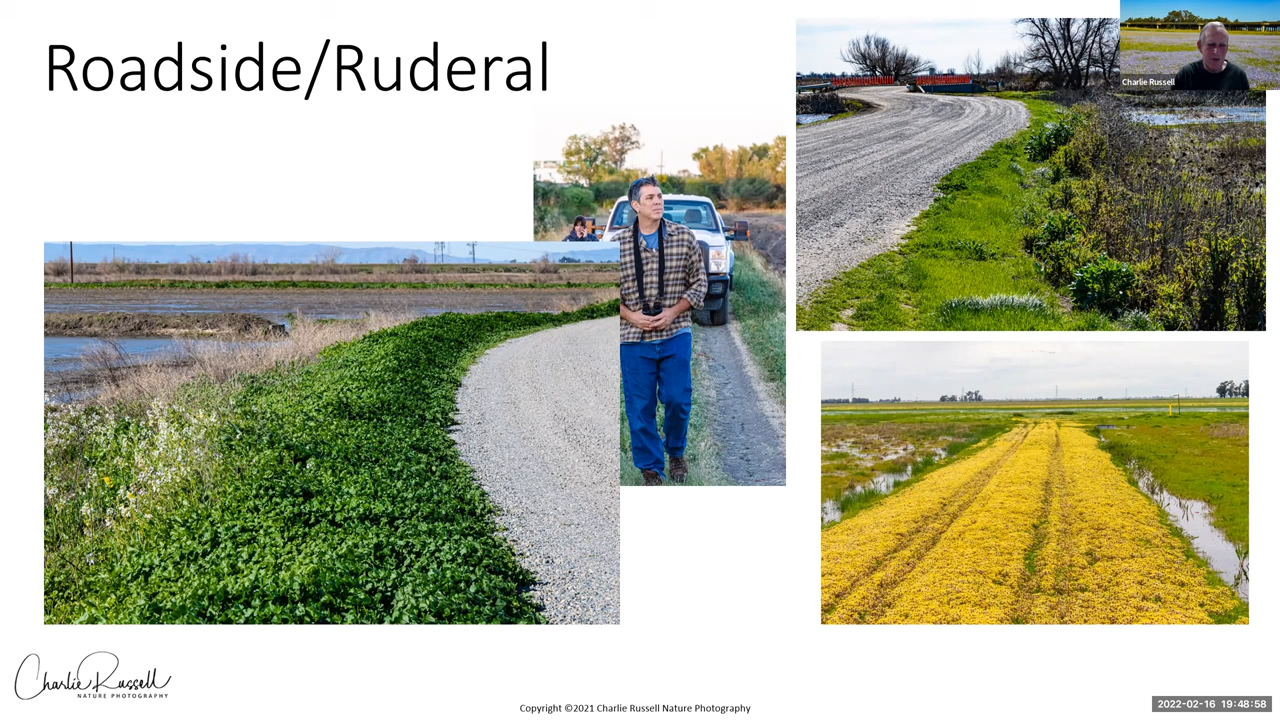 Roadside/Ruderal
Charlie Russell
Charlie Russell
NATURE PHOTOGRAPHY
Copyright ©2021 Charlie Russell Nature Photography
2022-02-16 19:48:58